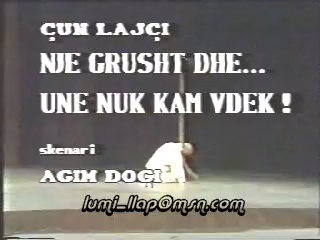 ÇUN LAJÇI
NJE GRUSHT DHE...
UNE NUK KAM VDEK !
skenari
AGIM DOÇI
lumi_llap@msn.com